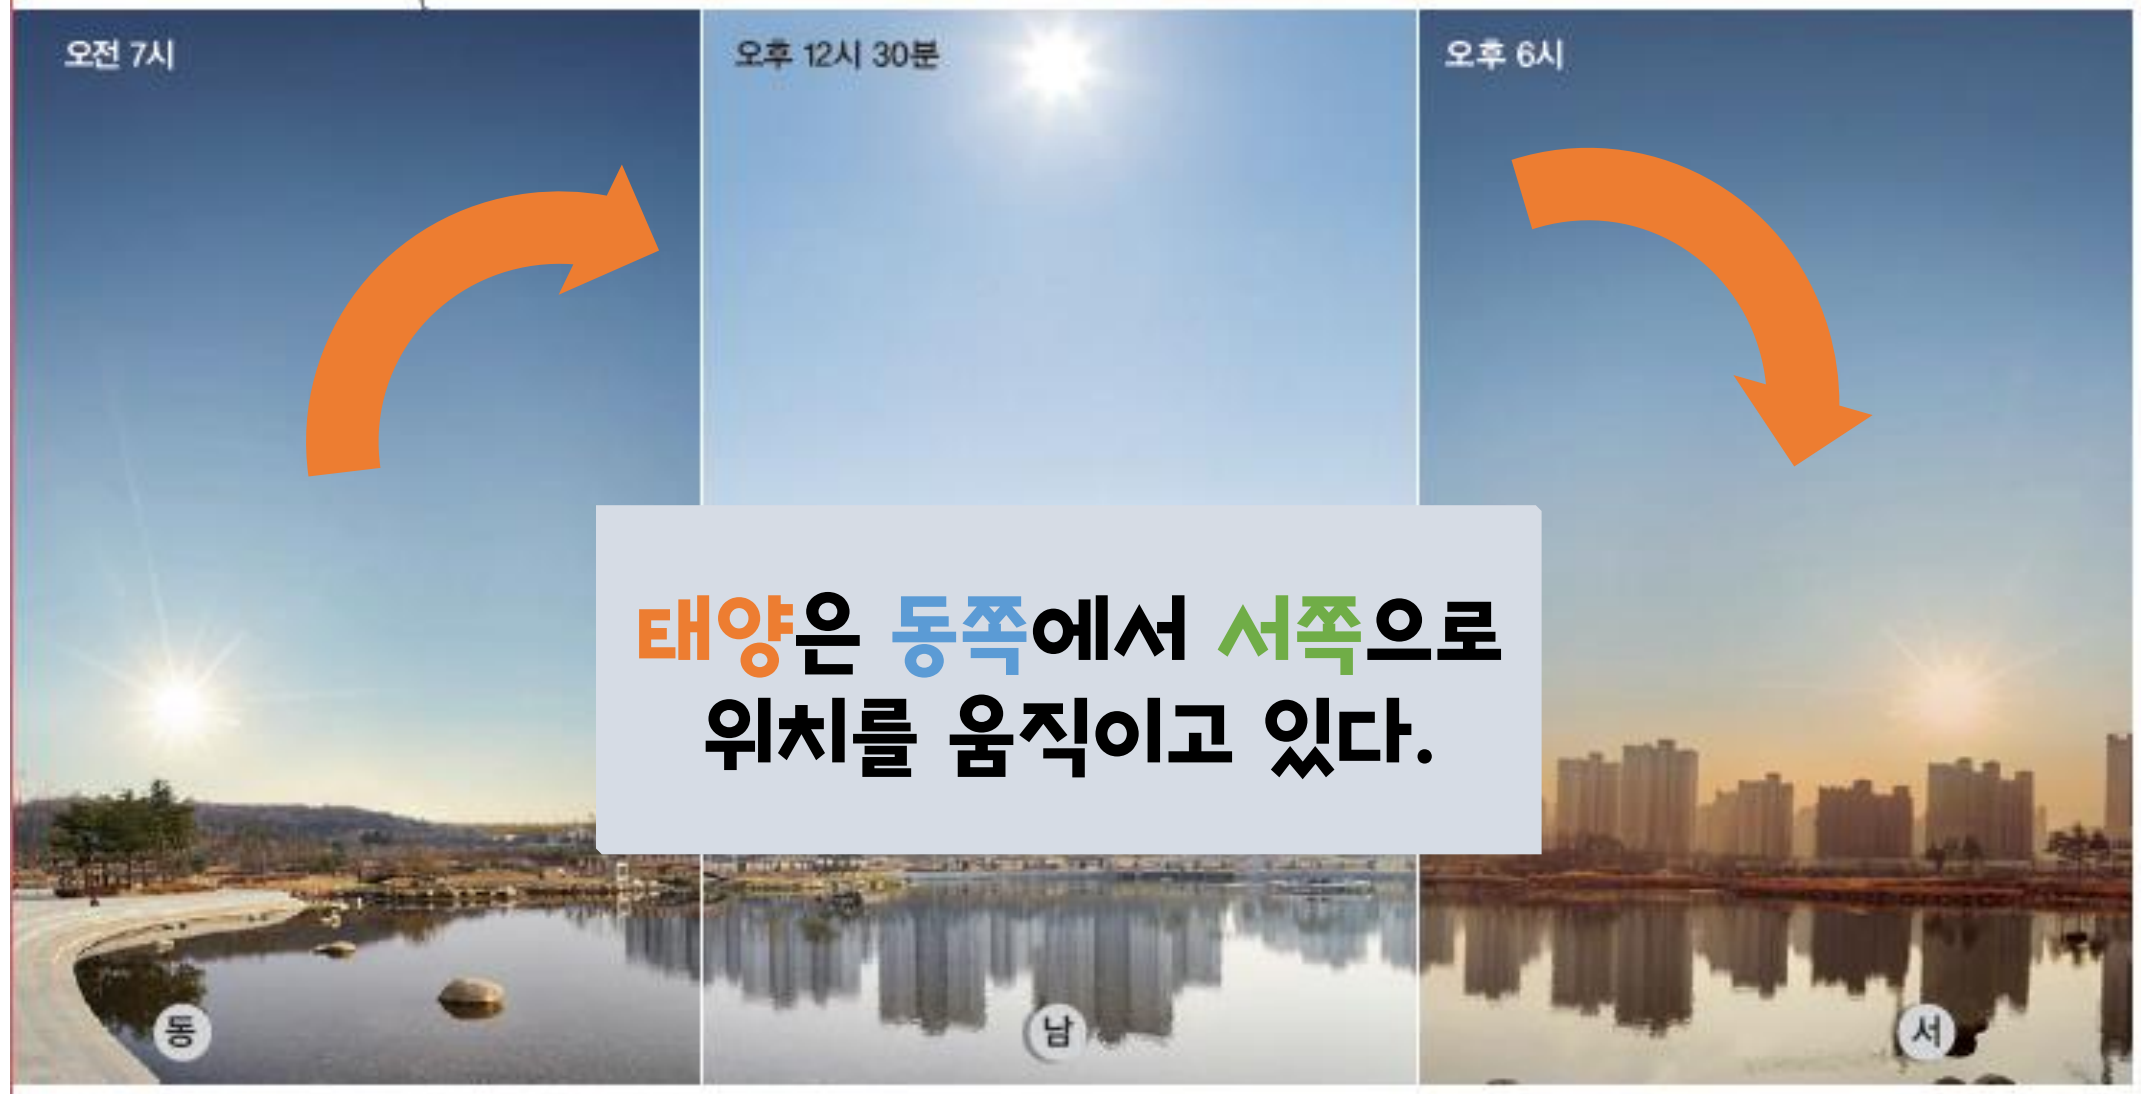 오전 7시
오후 12시 30분
오후 6시
태양은 동쪽에서 서쪽으로
위치를 움직이고 있다.
동
남
서